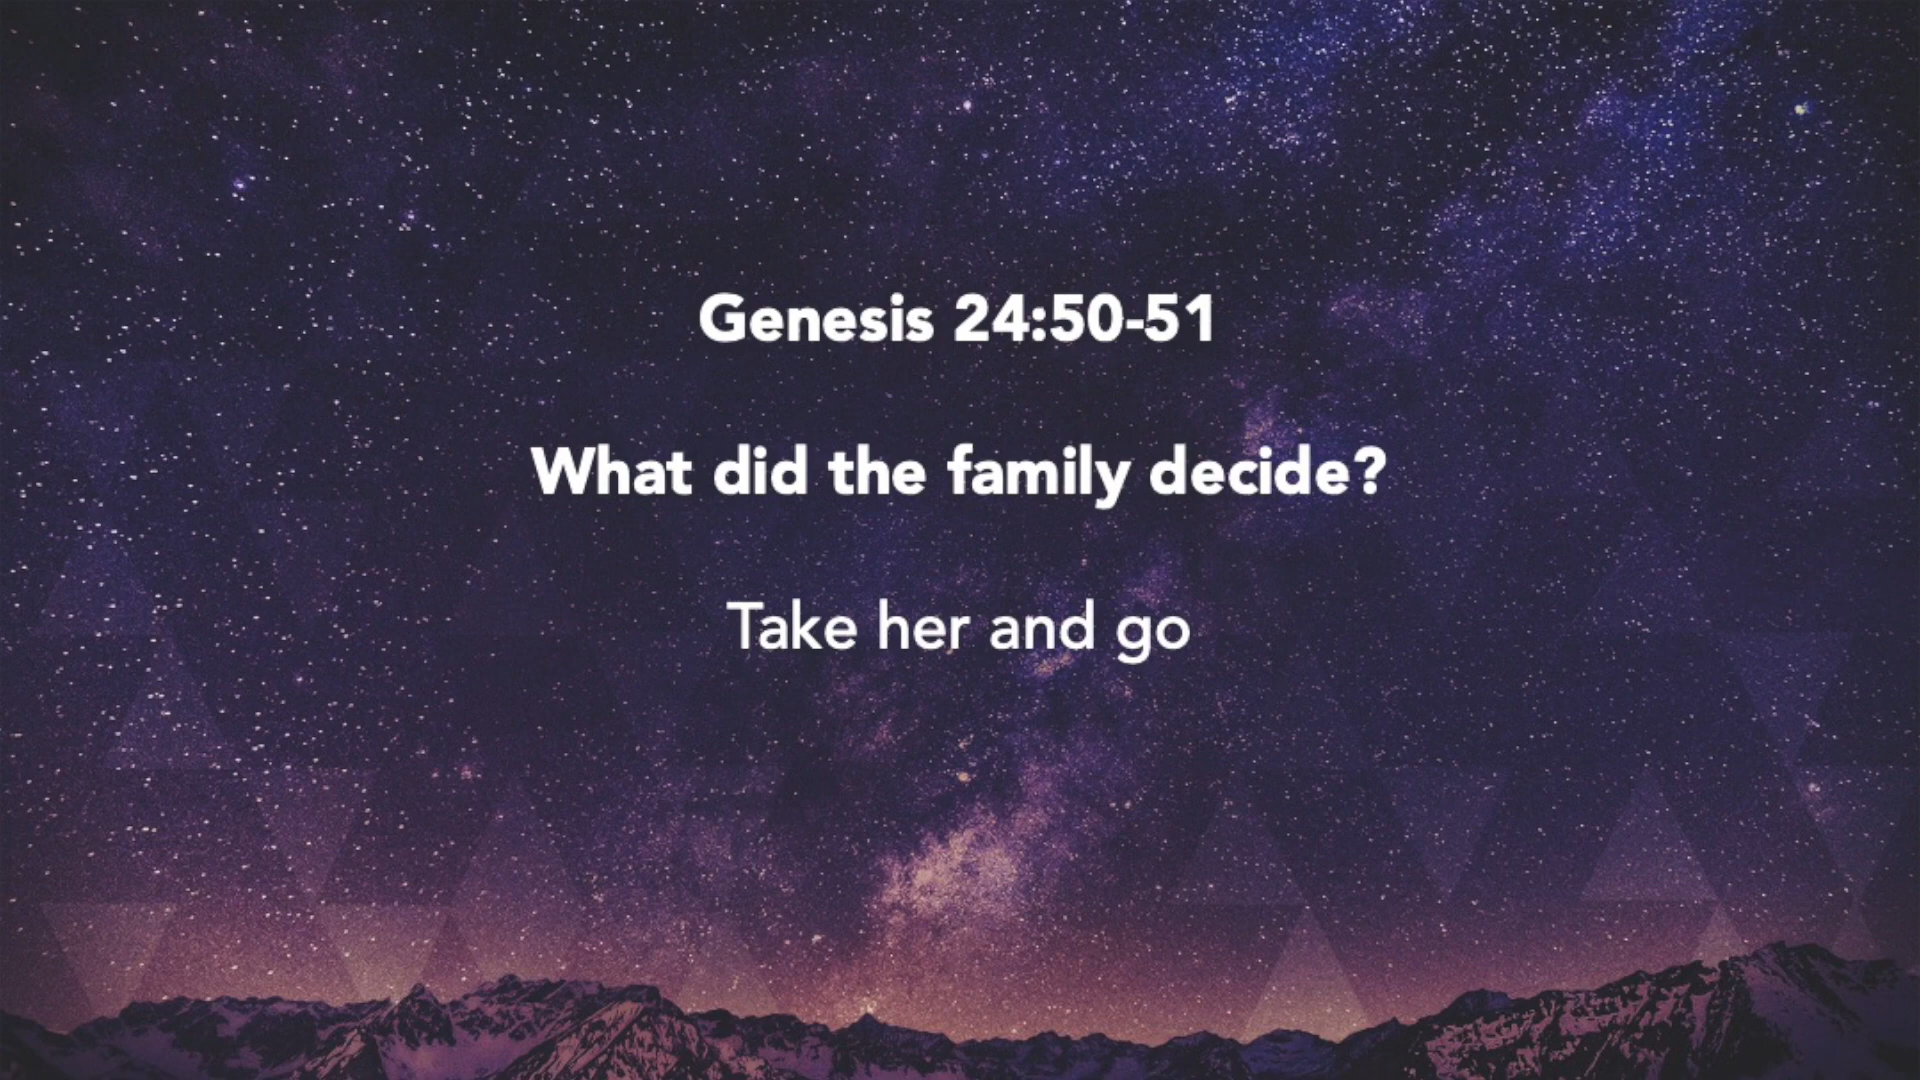 Genesis 24:50-51
What did the family decide?
Take her and go